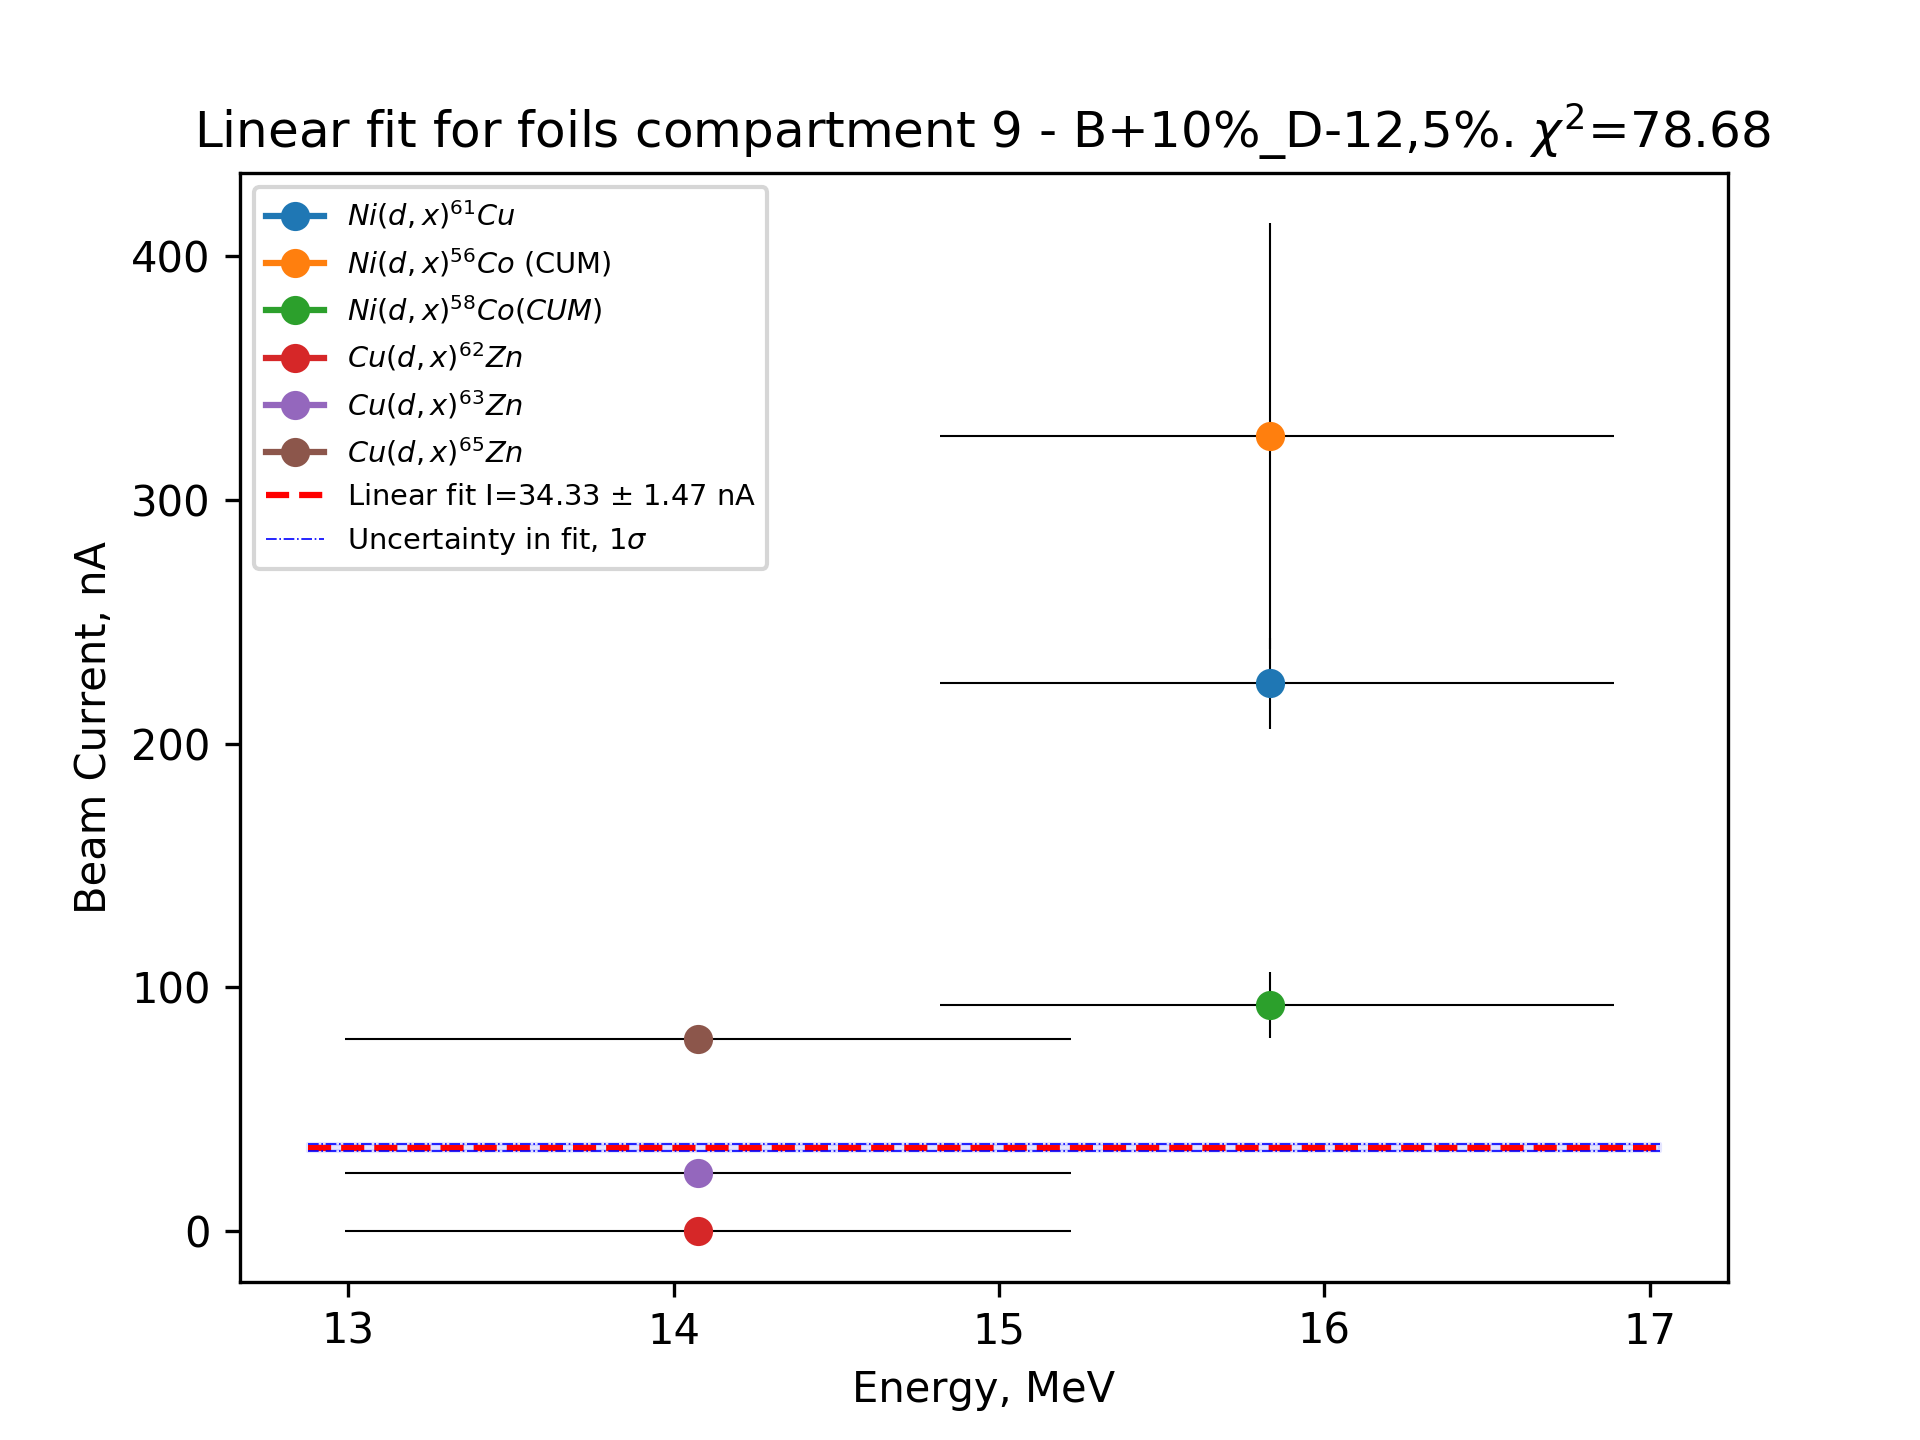 Linear fit for foils compartment 9 - B+10%_D-12,5%. χ²=78.68
Ni(d, x)⁶¹Cu
Ni(d, x)⁵⁶Co (CUM)
Ni(d, x)⁵⁸Co(CUM)
Cu(d, x)⁶²Zn
Cu(d, x)⁶³Zn
Cu(d, x)⁶⁵Zn
Linear fit I=34.33 ± 1.47 nA
Uncertainty in fit, 1σ
400
300
200
100
0
Beam Current, nA
13 14 15 16 17
Energy, MeV